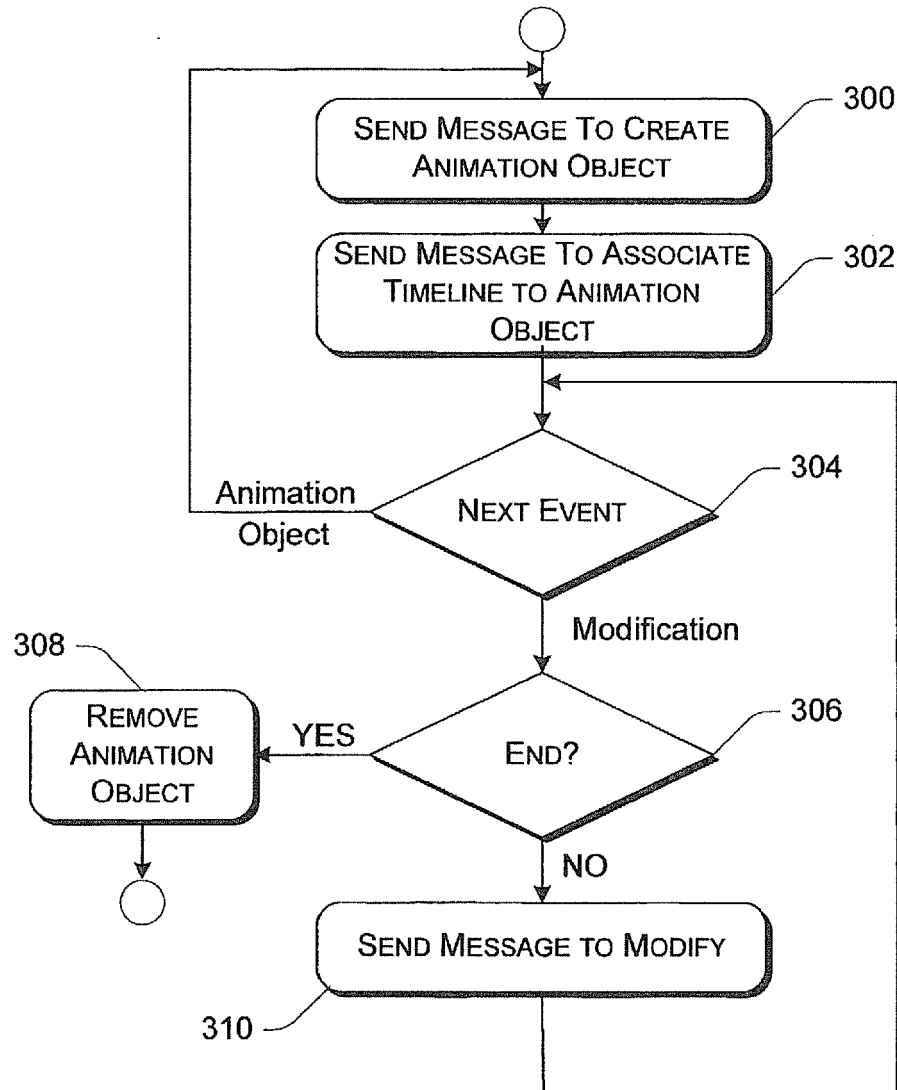 SEND MESSAGE TO CREATE
ANIMATION OBJECT
300
SEND MESSAGE TO ASSOCIATE
TIMELINE TO ANIMATION
OBJECT
302
NEXT EVENT
304
Animation
Object
Modification
END?
306
YES
308
REMOVE
ANIMATION
OBJECT
NO
SEND MESSAGE TO MODIFY
310